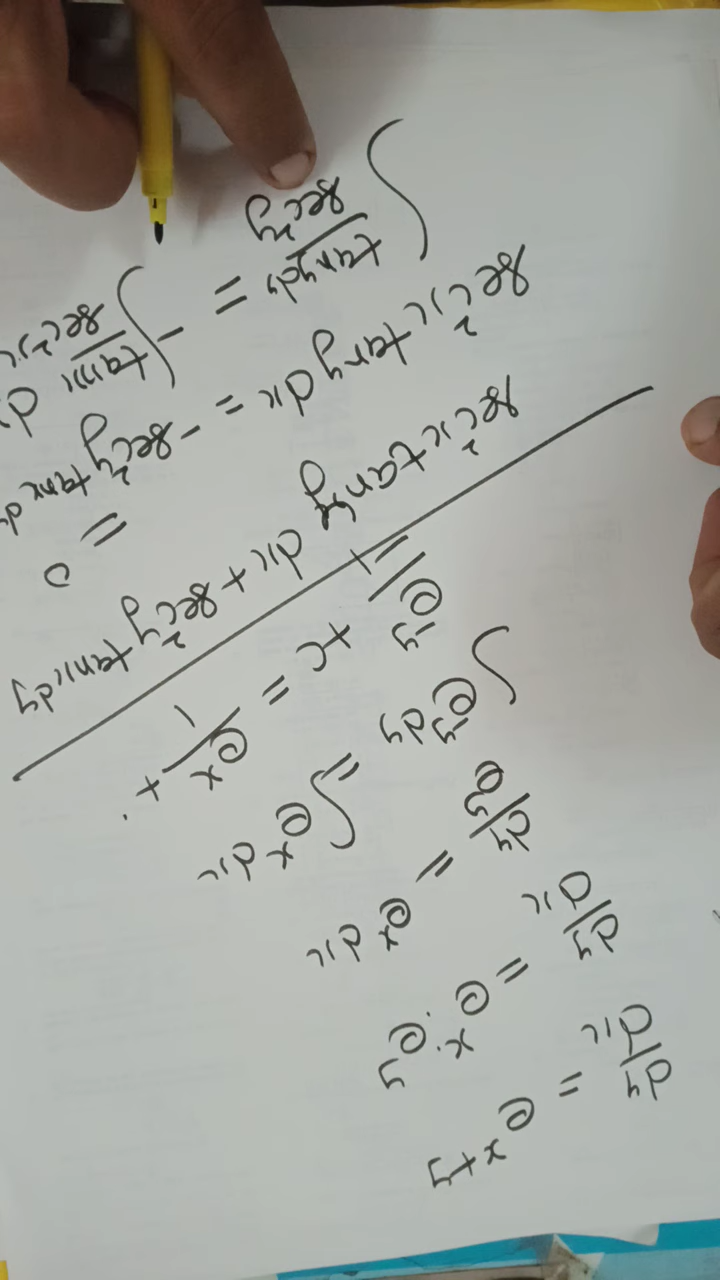 dy/dx = e^x+y
dy/dx = e^x . e^y
dy/e^y = e^x dx
∫ e^-y dy = ∫ e^x dx
e^-y/-1 + c = e^x/1 +
sec²x tany dx + sec²y tanx dy
= 0
sec²x tany dx = - sec²y tanx dy
∫ tany dy/sec²y = - ∫ tanx/sec²x